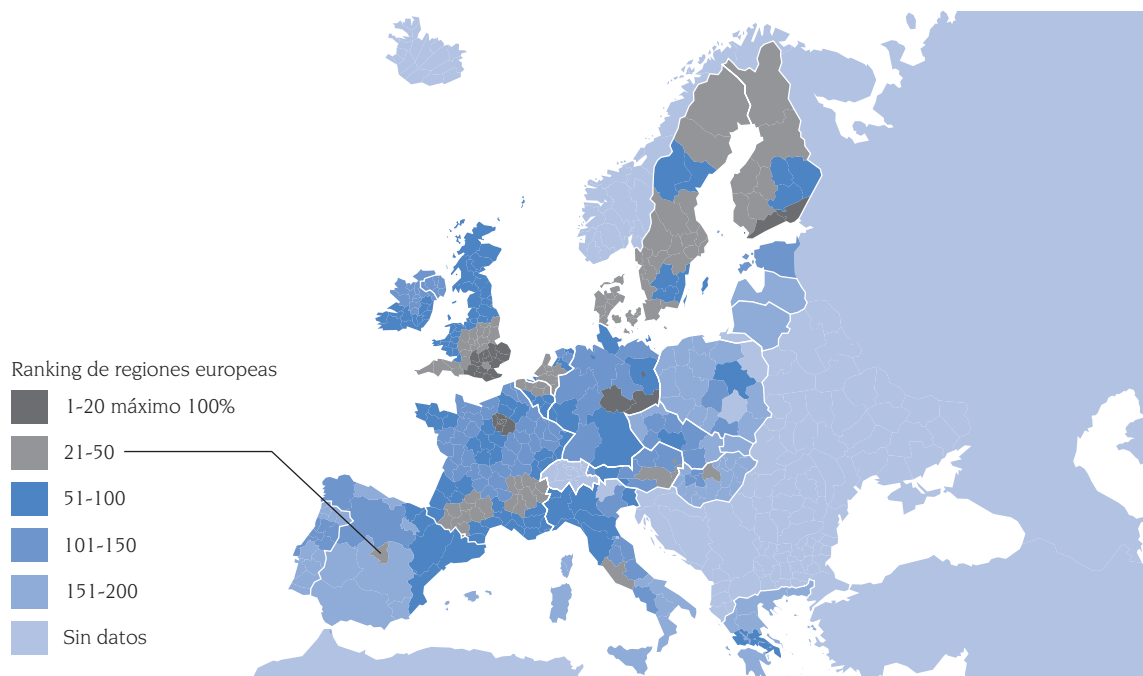 Ranking de regiones europeas
1-20 máximo 100%
21-50
51-100
101-150
151-200
Sin datos